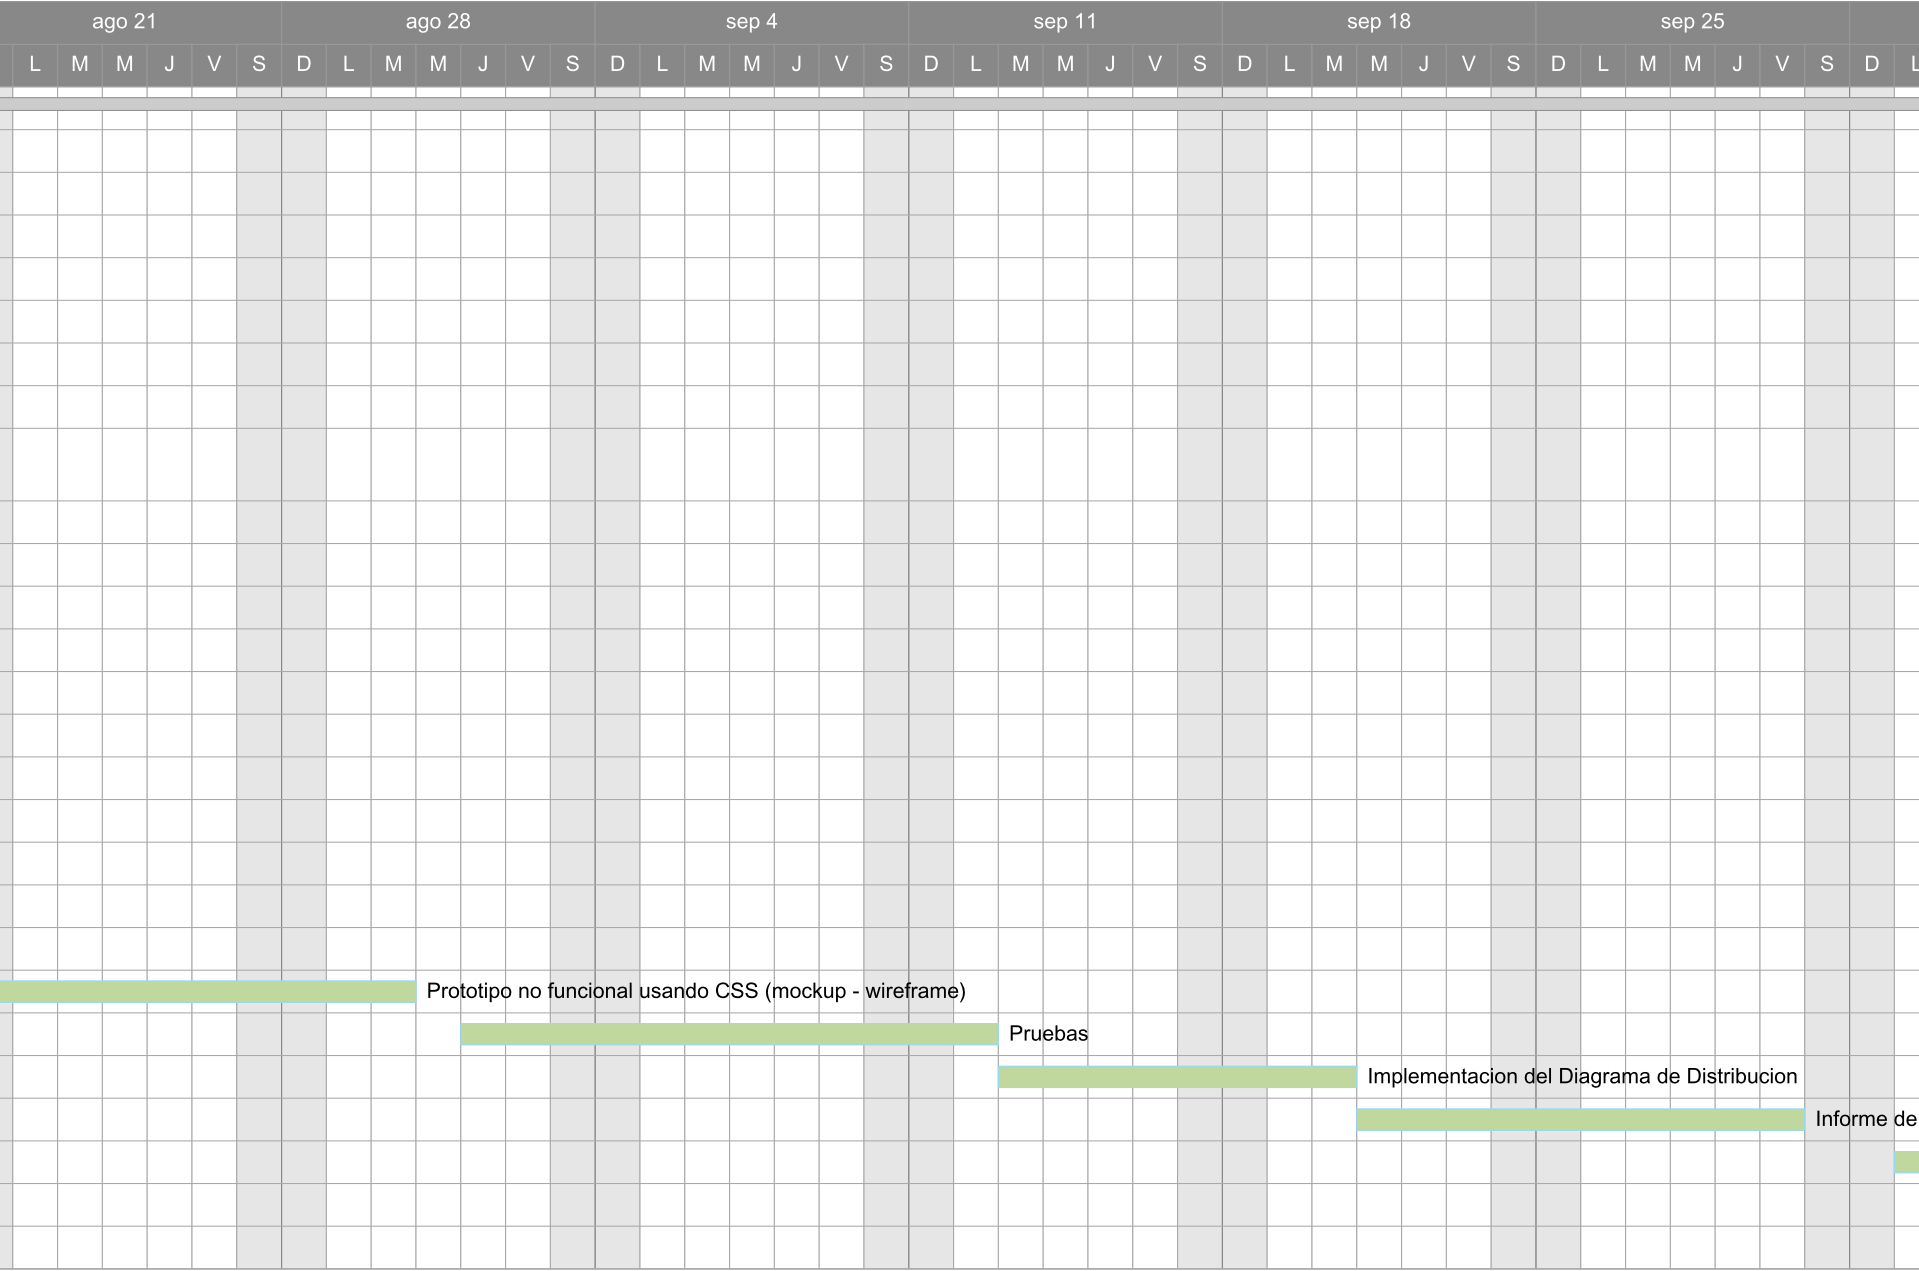 ago 21 ago 28 sep 4 sep 11 sep 18 sep 25
L M M J V S D L M M J V S D L M M J V S D L M M J V S D L M M J V S D L M M J V S D L
Prototipo no funcional usando CSS (mockup - wireframe)
Pruebas
Implementacion del Diagrama de Distribucion
Informe de